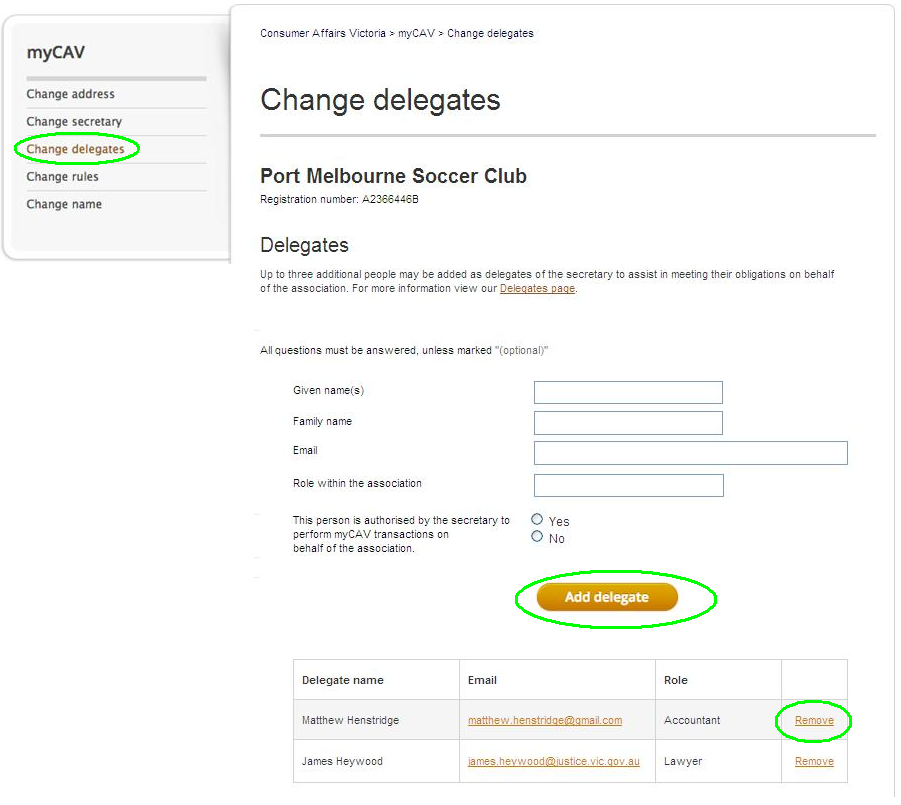 myCAV
Change address
Change secretary
Change delegates
Change rules
Change name
Consumer Affairs Victoria > myCAV > Change delegates
Change delegates
Port Melbourne Soccer Club
Registration number: A2366446B
Delegates
Up to three additional people may be added as delegates of the secretary to assist in meeting their obligations on behalf
of the association. For more information view our Delegates page.
All questions must be answered, unless marked "(optional)"
Given name(s)
Family name
Email
Role within the association
This person is authorised by the secretary to
perform myCAV transactions on
behalf of the association.
Yes
No
Add delegate
Delegate name Email Role
Matthew Henstridge matthew.henstridge@gmail.com Accountant Remove
James Heywood james.heywood@justice.vic.gov.au Lawyer Remove